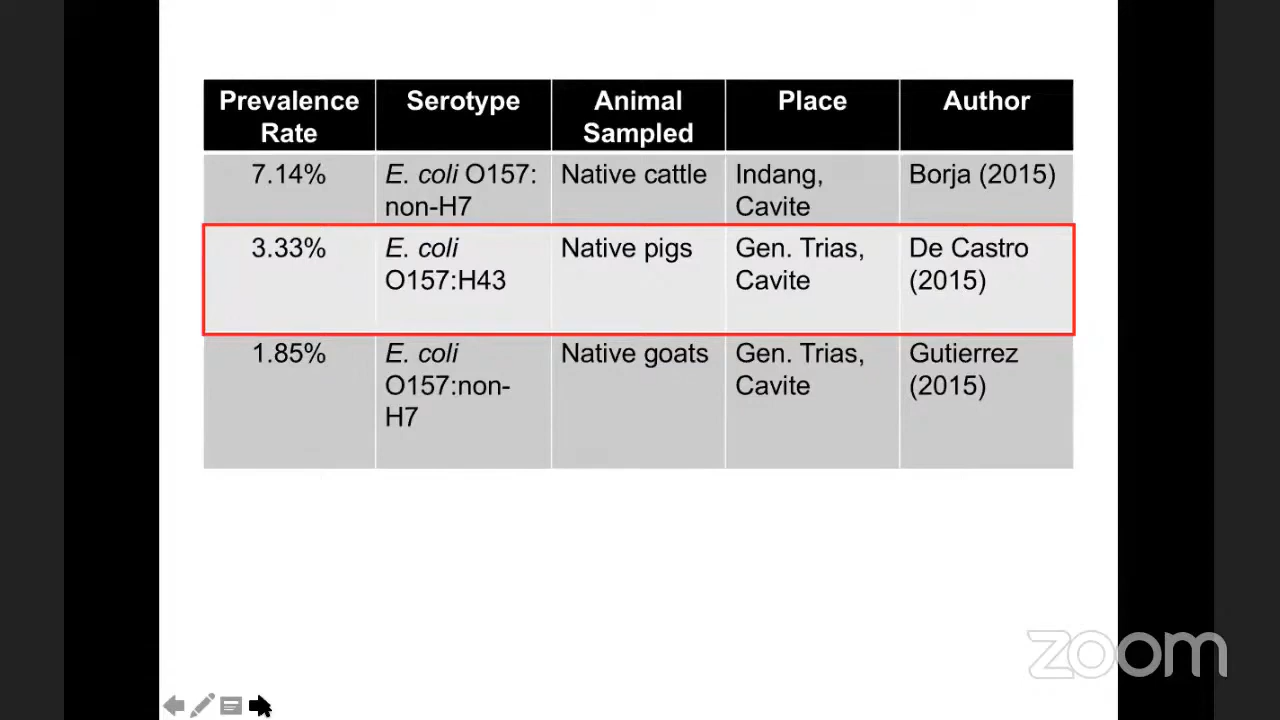 Prevalence Rate | Serotype | Animal Sampled | Place | Author
7.14% | E. coli O157: non-H7 | Native cattle | Indang, Cavite | Borja (2015)
3.33% | E. coli O157:H43 | Native pigs | Gen. Trias, Cavite | De Castro (2015)
1.85% | E. coli O157:non-H7 | Native goats | Gen. Trias, Cavite | Gutierrez (2015)
zoom